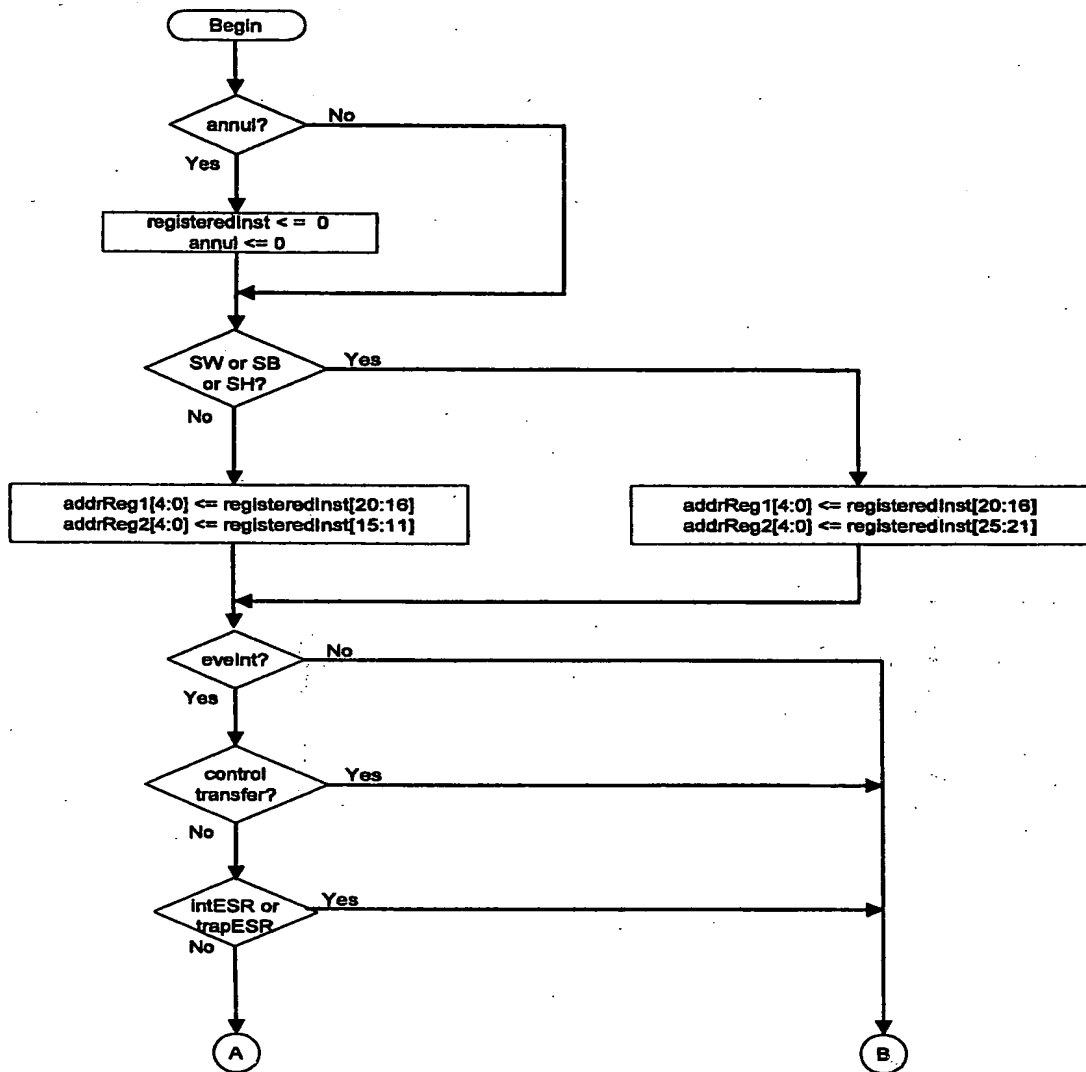 Begin
annul?
No
Yes
registeredInst < = 0
annul <= 0
SW or SB
or SH?
Yes
No
addrReg1[4:0] <= registeredInst[20:16]
addrReg2[4:0] <= registeredInst[15:11]
addrReg1[4:0] <= registeredInst[20:16]
addrReg2[4:0] <= registeredInst[25:21]
eveInt?
No
Yes
control
transfer?
Yes
No
intESR or
trapESR
Yes
No
A
B